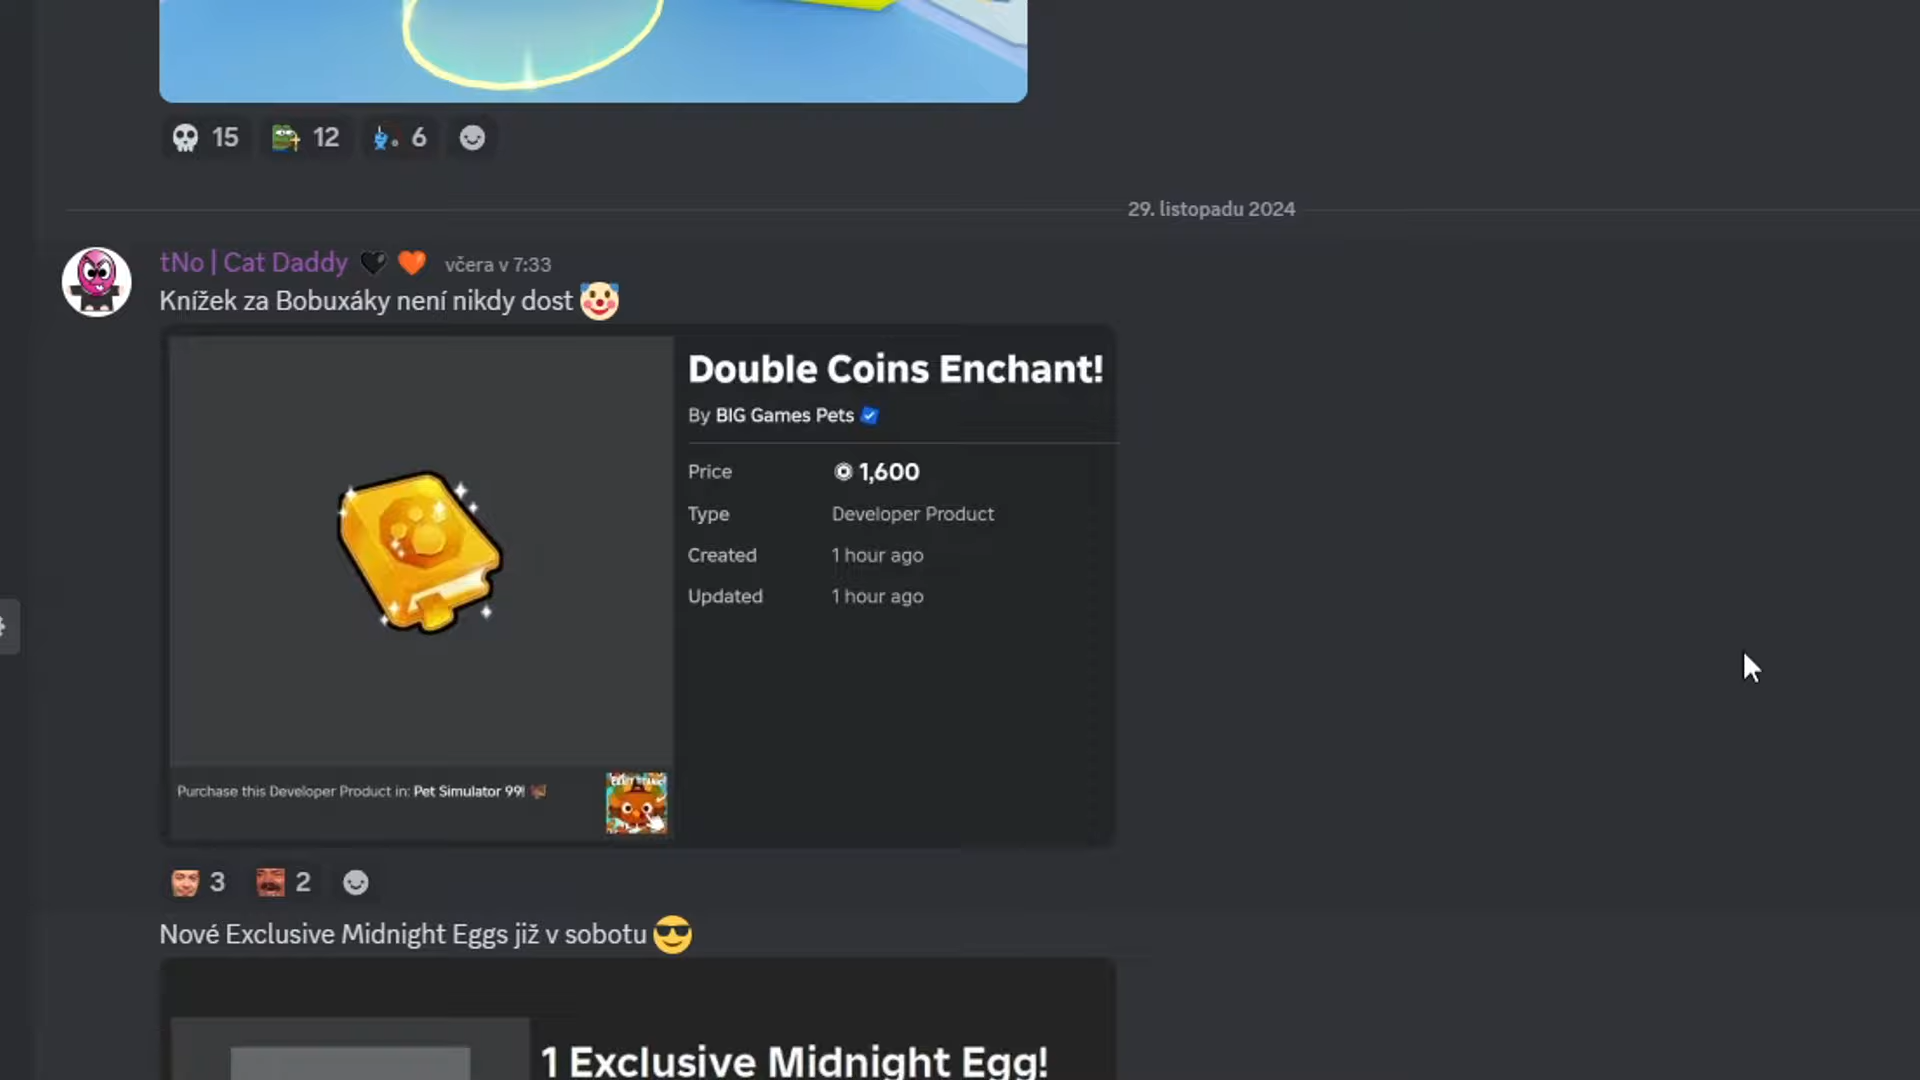 15 12 6
29. listopadu 2024
tNo | Cat Daddy včera v 7:33
Knížek za Bobuxáky není nikdy dost
Double Coins Enchant!
By BIG Games Pets
Price 1,600
Type Developer Product
Created 1 hour ago
Updated 1 hour ago
Purchase this Developer Product in: Pet Simulator 99!
3 2
Nové Exclusive Midnight Eggs již v sobotu
1 Exclusive Midnight Egg!